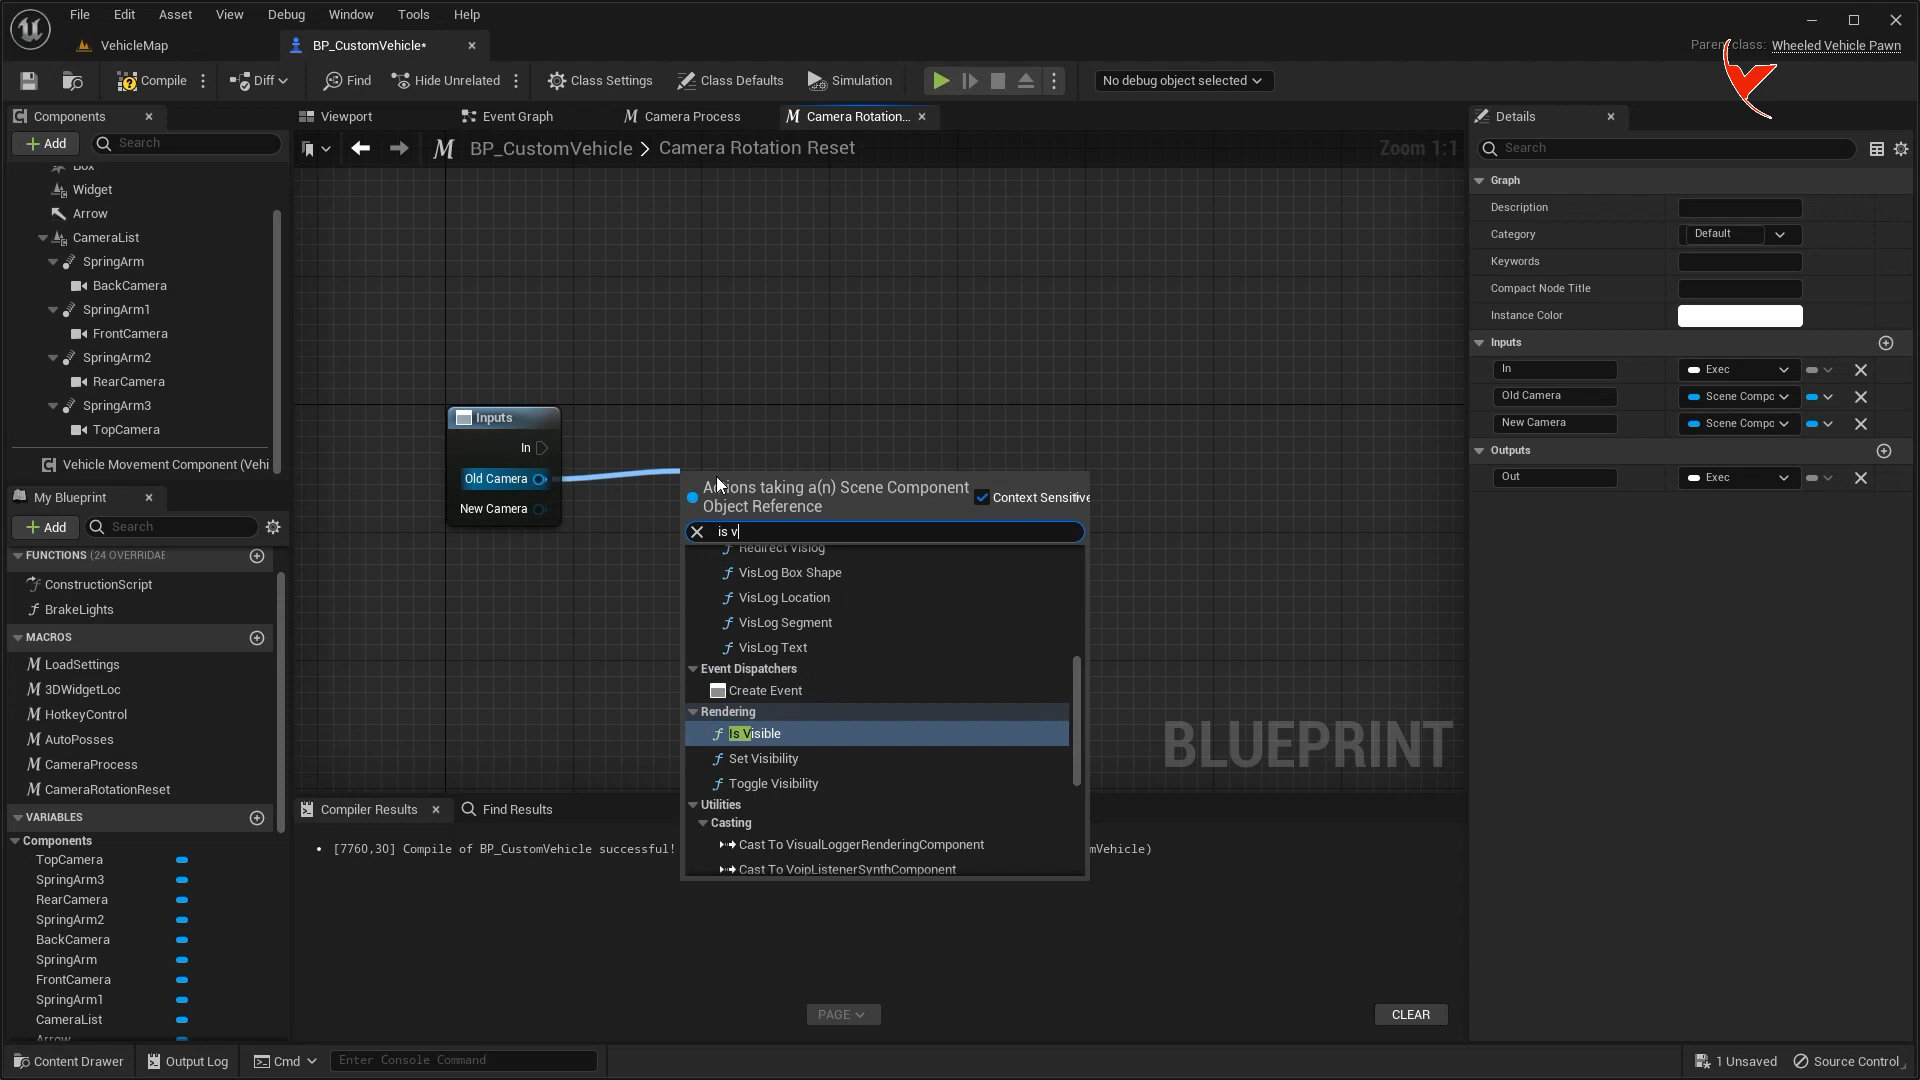 File Edit Asset View Debug Window Tools Help
VehicleMap BP_CustomVehicle*
Parent class: Wheeled Vehicle Pawn
Compile Diff Find Hide Unrelated Class Settings Class Defaults Simulation No debug object selected
Components
Add Search
Box
Widget
Arrow
CameraList
SpringArm
BackCamera
SpringArm1
FrontCamera
SpringArm2
RearCamera
SpringArm3
TopCamera
Vehicle Movement Component (Vehi
My Blueprint
Add Search
FUNCTIONS (24 OVERRIDAE
ConstructionScript
BrakeLights
MACROS
LoadSettings
3DWidgetLoc
HotkeyControl
AutoPosses
CameraProcess
CameraRotationReset
VARIABLES
Components
TopCamera
SpringArm3
RearCamera
SpringArm2
BackCamera
SpringArm
FrontCamera
SpringArm1
CameraList
Arrow
Viewport Event Graph Camera Process Camera Rotation...
BP_CustomVehicle > Camera Rotation Reset Zoom 1:1
Inputs
In
Old Camera
New Camera
Actions taking a(n) Scene Component
Object Reference
Context Sensitive
is v
Redirect Vislog
VisLog Box Shape
VisLog Location
VisLog Segment
VisLog Text
Event Dispatchers
Create Event
Rendering
Is Visible
Set Visibility
Toggle Visibility
Utilities
Casting
Cast To VisualLoggerRenderingComponent
Cast To VoipListenerSynthComponent
BLUEPRINT
Compiler Results Find Results
[7760,30] Compile of BP_CustomVehicle successful! mVehicle)
PAGE CLEAR
Details
Search
Graph
Description
Category Default
Keywords
Compact Node Title
Instance Color
Inputs
In Exec
Old Camera Scene Compo
New Camera Scene Compo
Outputs
Out Exec
Content Drawer Output Log Cmd Enter Console Command 1 Unsaved Source Control